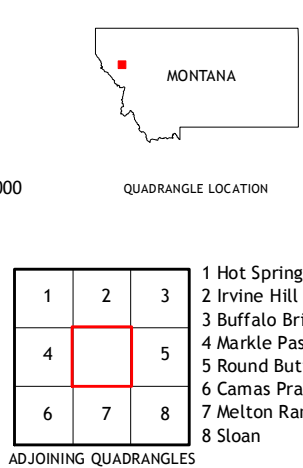 MONTANA
000
QUADRANGLE LOCATION
1 2 3
4 5
6 7 8
1 Hot Spring
2 Irvine Hill
3 Buffalo Bri
4 Markle Pas
5 Round But
6 Camas Pra
7 Melton Ran
8 Sloan
ADJOINING QUADRANGLES